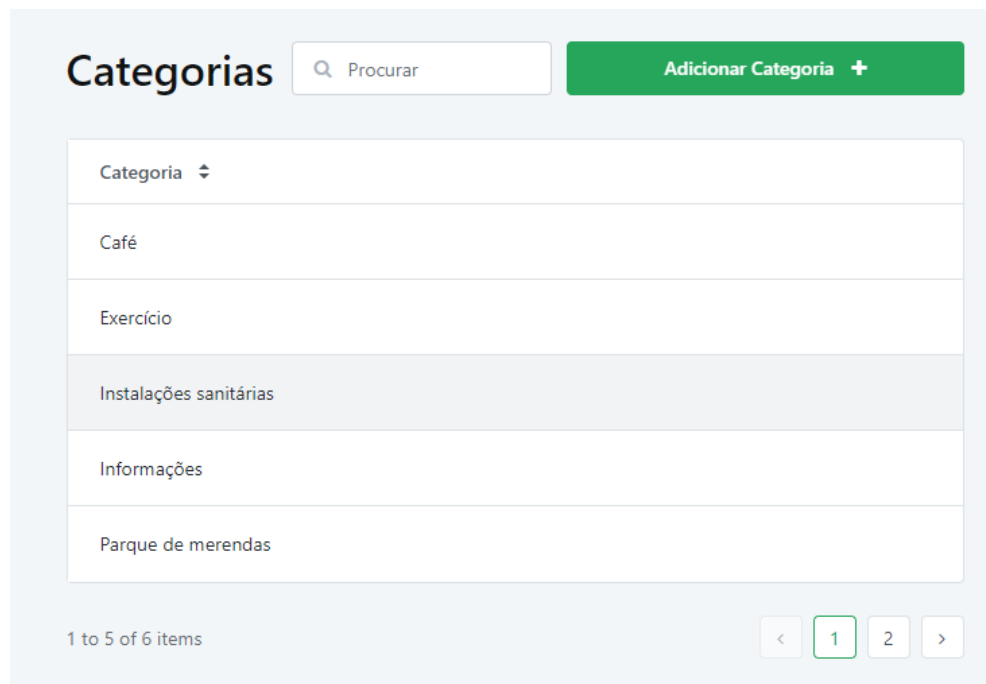 Categorias
Procurar
Adicionar Categoria
Categoria
Café
Exercício
Instalações sanitárias
Informações
Parque de merendas
1 to 5 of 6 items
1 2